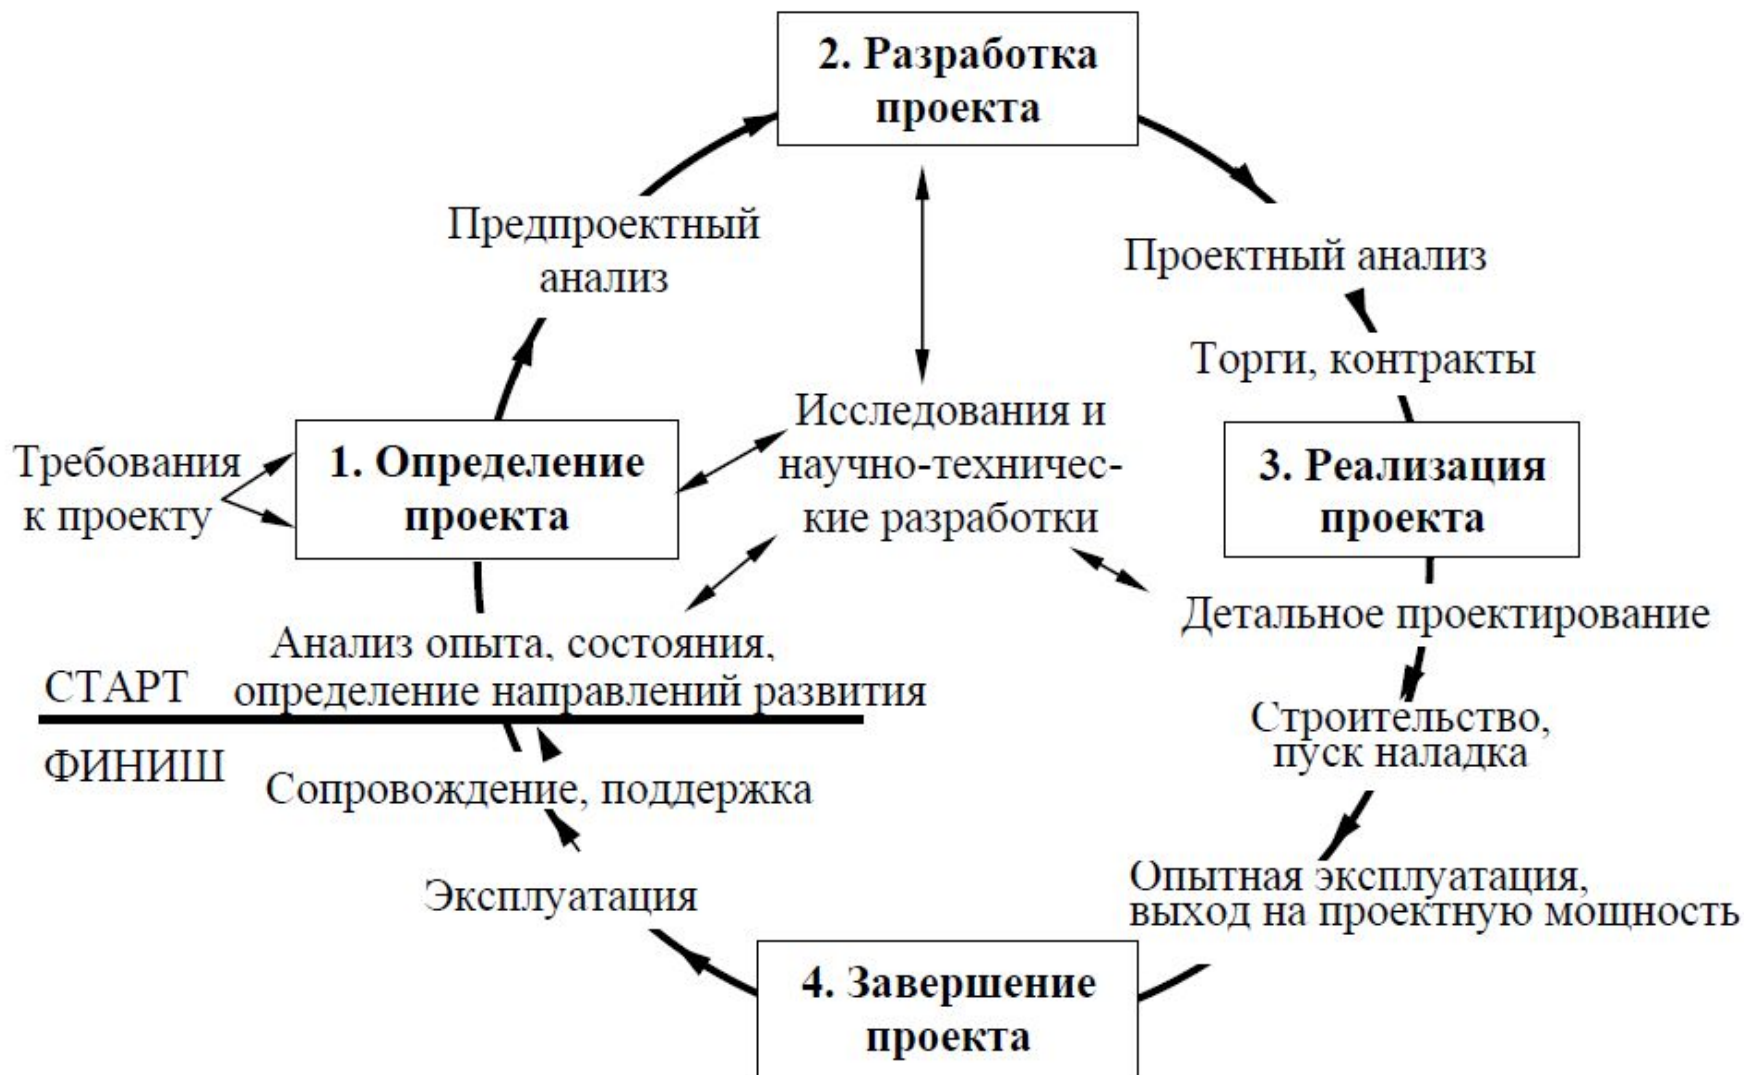 2. Разработка
проекта
Предпроектный
анализ
Проектный анализ
Торги, контракты
Исследования и
научно-техничес-
кие разработки
Требования
к проекту
1. Определение
проекта
3. Реализация
проекта
Детальное проектирование
Анализ опыта, состояния,
определение направлений развития
СТАРТ
ФИНИШ
Строительство,
пуск наладка
Сопровождение, поддержка
Эксплуатация
Опытная эксплуатация,
выход на проектную мощность
4. Завершение
проекта